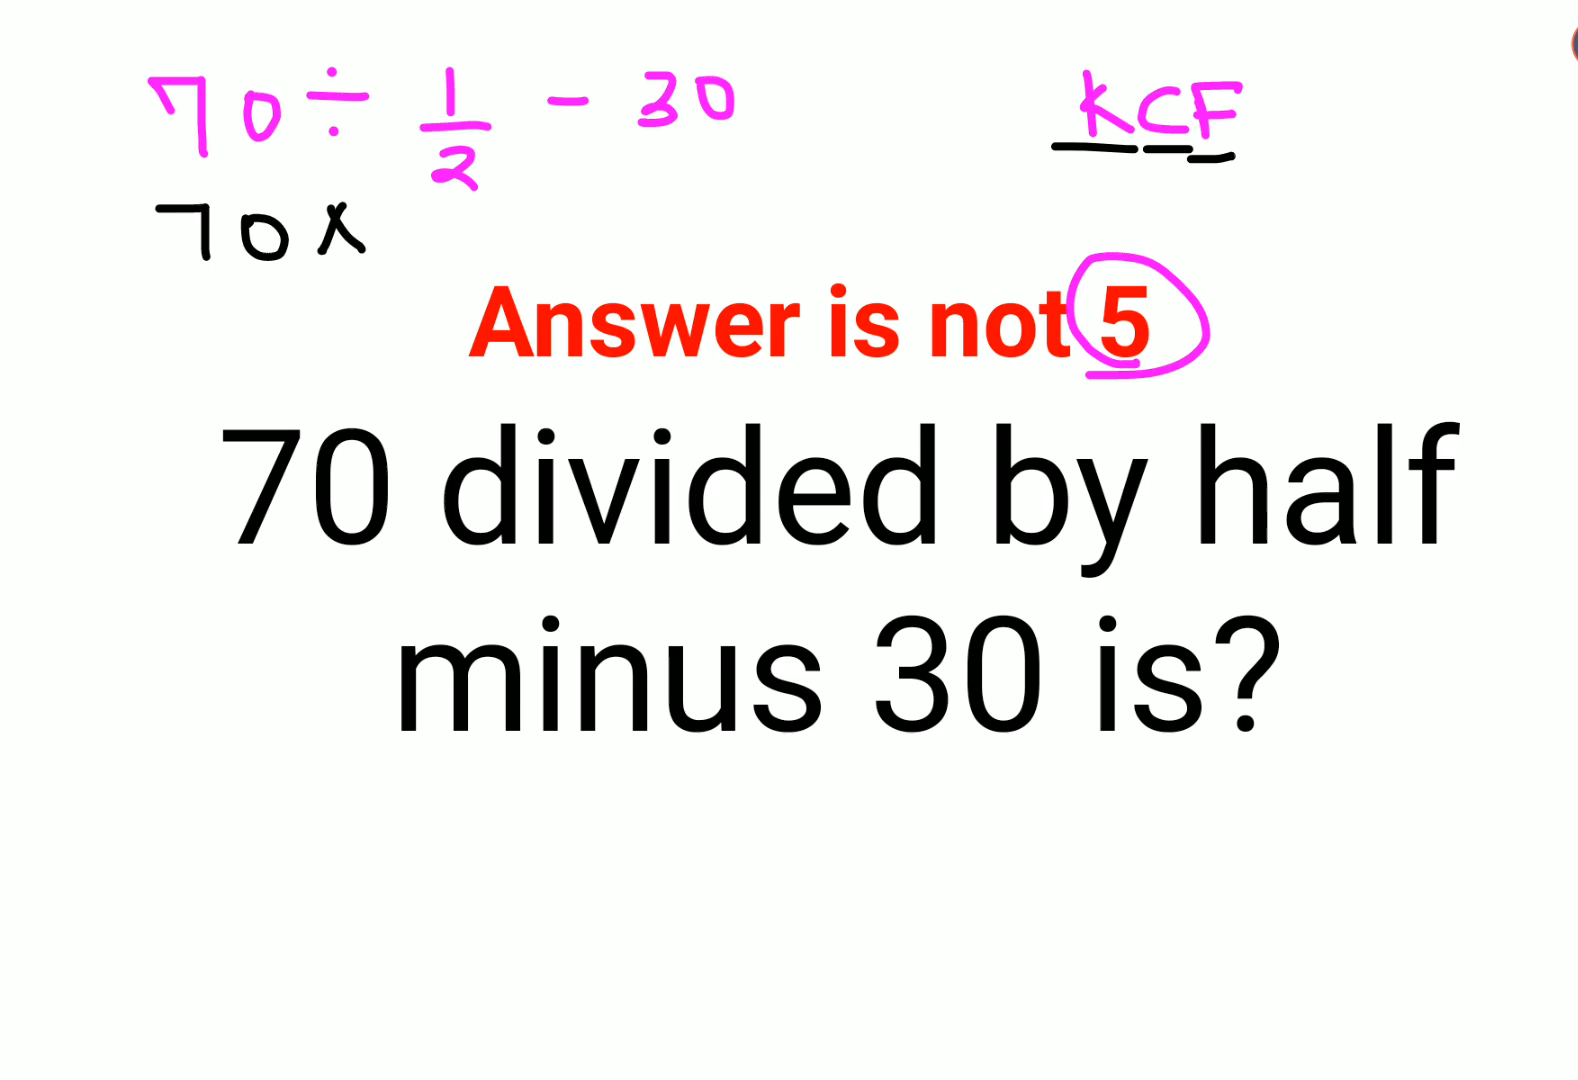 70 ÷ 1/2 - 30
KCF
70 x
Answer is not 5
70 divided by half
minus 30 is?